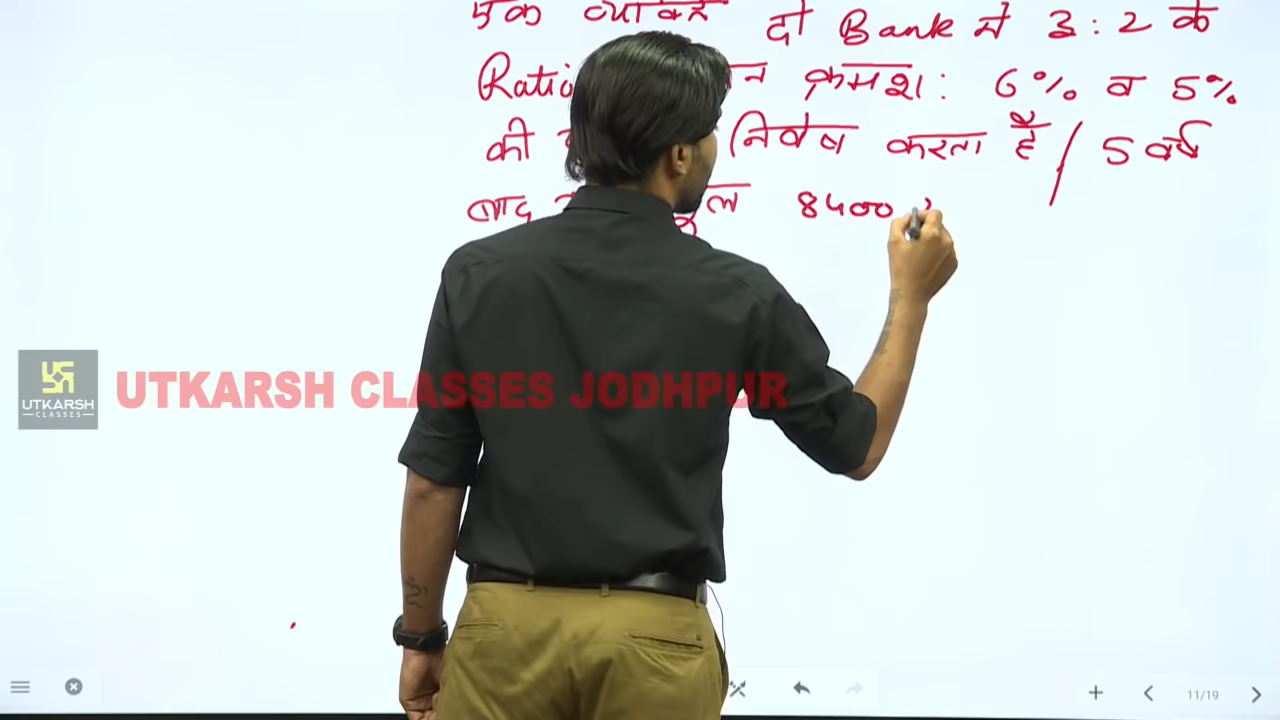 एक व्यक्ति दो Bank में 3 : 2 के
Ratio क्रमश: 6% व 5%
की निवेश करता है / 5 वर्ष
बाद 8400
UTKARSH
CLASSES
UTKARSH CLASSES JODHPUR
11/19